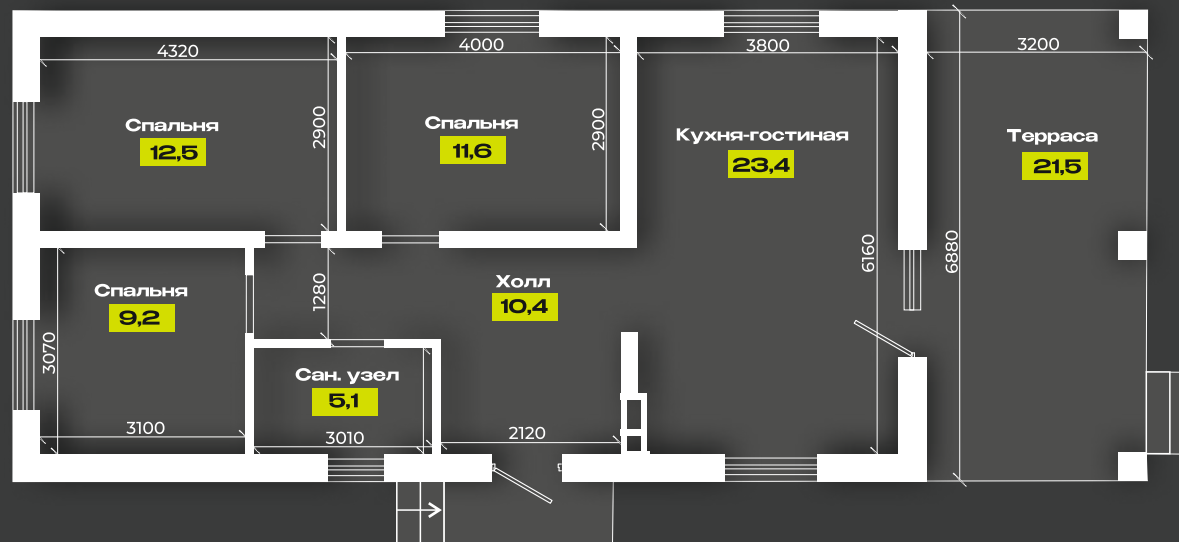 4320
4000
3800
3200
2900
2900
Спальня
12,5
Спальня
11,6
Кухня-гостиная
23,4
Терраса
21,5
6160
6880
1280
Холл
10,4
Спальня
9,2
3070
Сан. узел
5,1
3100
3010
2120